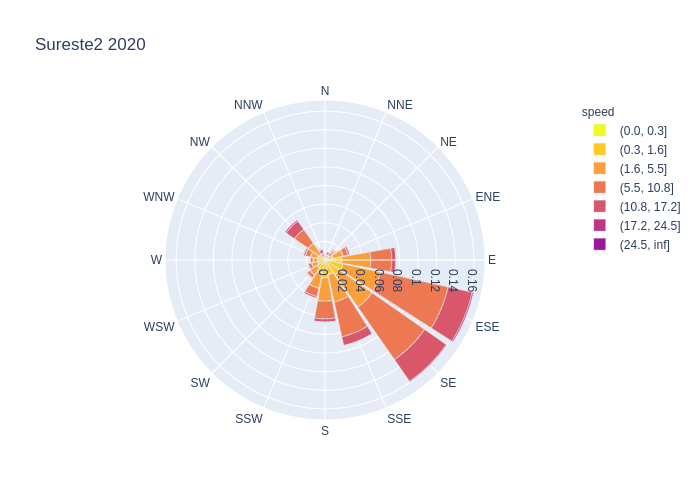 Sureste2 2020
N
NNE
NE
ENE
E
ESE
SE
SSE
S
SSW
SW
WSW
W
WNW
NW
NNW
0
0.02
0.04
0.06
0.08
0.1
0.12
0.14
0.16
speed
(0.0, 0.3]
(0.3, 1.6]
(1.6, 5.5]
(5.5, 10.8]
(10.8, 17.2]
(17.2, 24.5]
(24.5, inf]